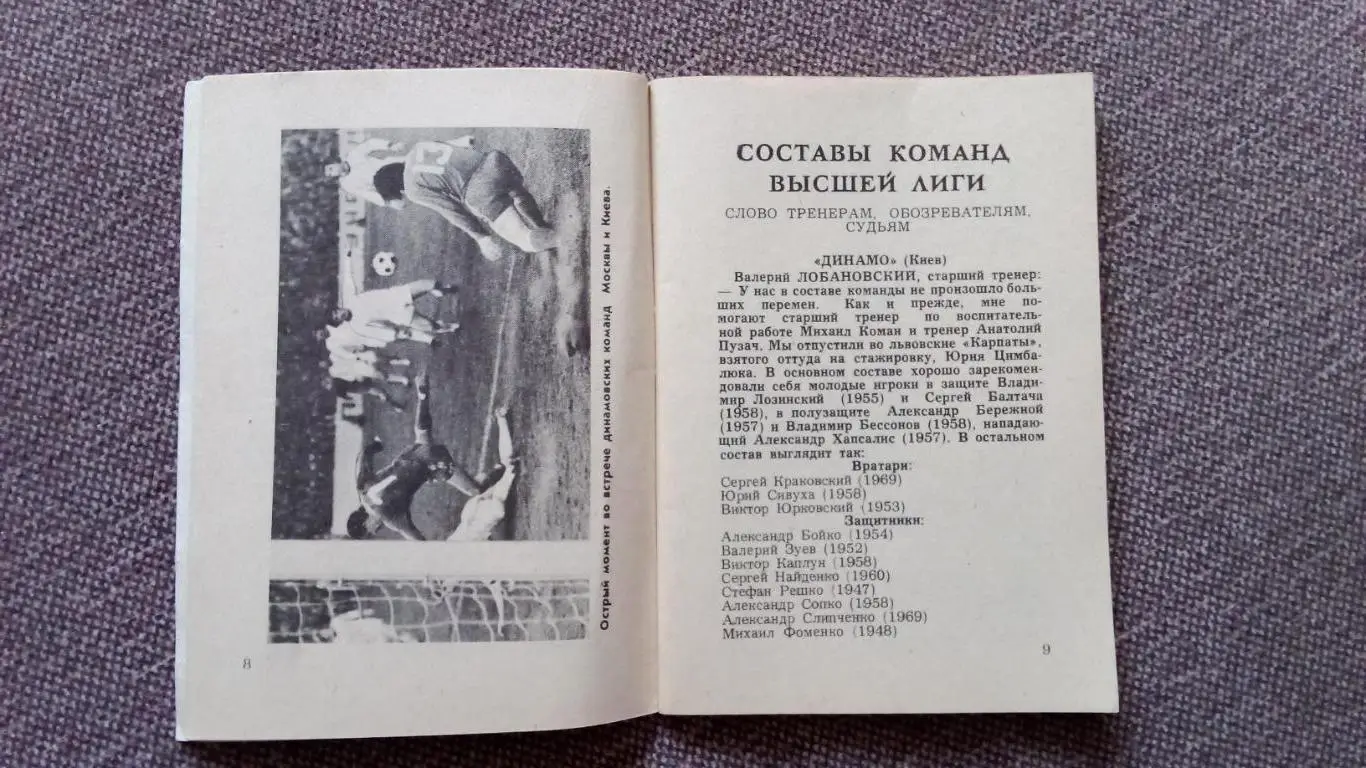 13
Острый момент во встрече динамовских команд Москвы и Киева.
8
СОСТАВЫ КОМАНД
ВЫСШЕЙ ЛИГИ
СЛОВО ТРЕНЕРАМ, ОБОЗРЕВАТЕЛЯМ,
СУДЬЯМ
«ДИНАМО» (Киев)
Валерий ЛОБАНОВСКИЙ, старший тренер:
— У нас в составе команды не произошло боль-
ших перемен. Как и прежде, мне по-
могают старший тренер по воспитатель-
ной работе Михаил Коман и тренер Анатолий
Пузач. Мы отпустили во львовские «Карпаты»,
взятого оттуда на стажировку, Юрия Цимба-
люка. В основном составе хорошо зарекомен-
довали себя молодые игроки в защите Влади-
мир Лозинский (1955) и Сергей Балтача
(1958), в полузащите Александр Бережной
(1957) и Владимир Бессонов (1958), нападаю-
щий Александр Хапсалис (1957). В остальном
состав выглядит так:
Вратари:
Сергей Краковский (1969)
Юрий Сивуха (1958)
Виктор Юрковский (1953)
Защитники:
Александр Бойко (1954)
Валерий Зуев (1952)
Виктор Каплун (1958)
Сергей Найденко (1960)
Стефан Решко (1947)
Александр Сопко (1958)
Александр Слипченко (1969)
Михаил Фоменко (1948)
9